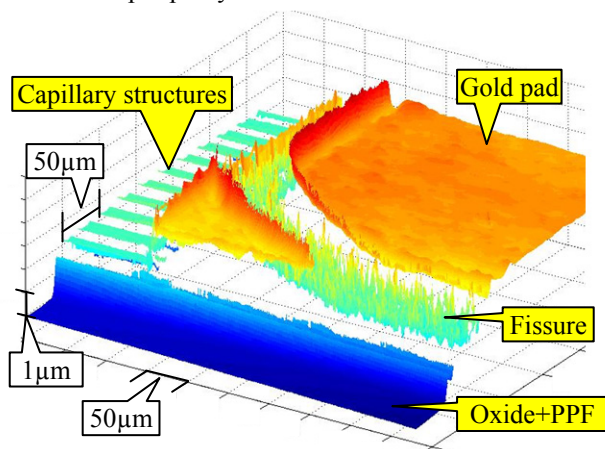 Capillary structures
Gold pad
50µm
Fissure
1µm
50µm
Oxide+PPF